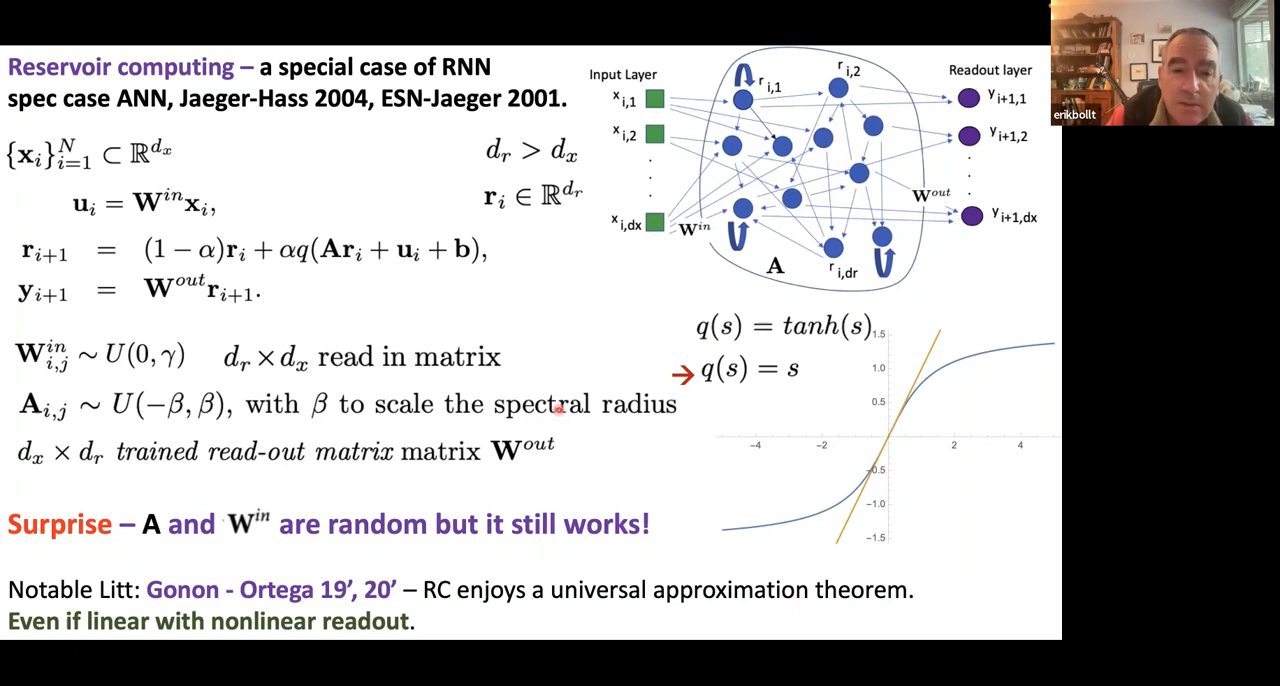 Reservoir computing – a special case of RNN
spec case ANN, Jaeger-Hass 2004, ESN-Jaeger 2001.
{x_i}_{i=1}^N ⊂ ℝ^{d_x}
d_r > d_x
u_i = W^{in}x_i,
r_i ∈ ℝ^{d_r}
r_{i+1} = (1 − α)r_i + αq(Ar_i + u_i + b),
y_{i+1} = W^{out}r_{i+1}.
W^{in}_{i,j} ~ U(0, γ) d_r × d_x read in matrix
A_{i,j} ~ U(−β, β), with β to scale the spectral radius
d_x × d_r trained read-out matrix matrix W^{out}
Surprise – A and W^{in} are random but it still works!
Notable Litt: Gonon - Ortega 19’, 20’ – RC enjoys a universal approximation theorem.
Even if linear with nonlinear readout.
Input Layer
x_{i,1}
x_{i,2}
x_{i,dx}
W^{in}
r_{i,1}
r_{i,2}
A
r_{i,dr}
W^{out}
Readout layer
y_{i+1,1}
y_{i+1,2}
y_{i+1,dx}
q(s) = tanh(s)
→ q(s) = s
1.5
1.0
0.5
-4
-2
2
4
-0.5
-1.0
-1.5
erikbollt